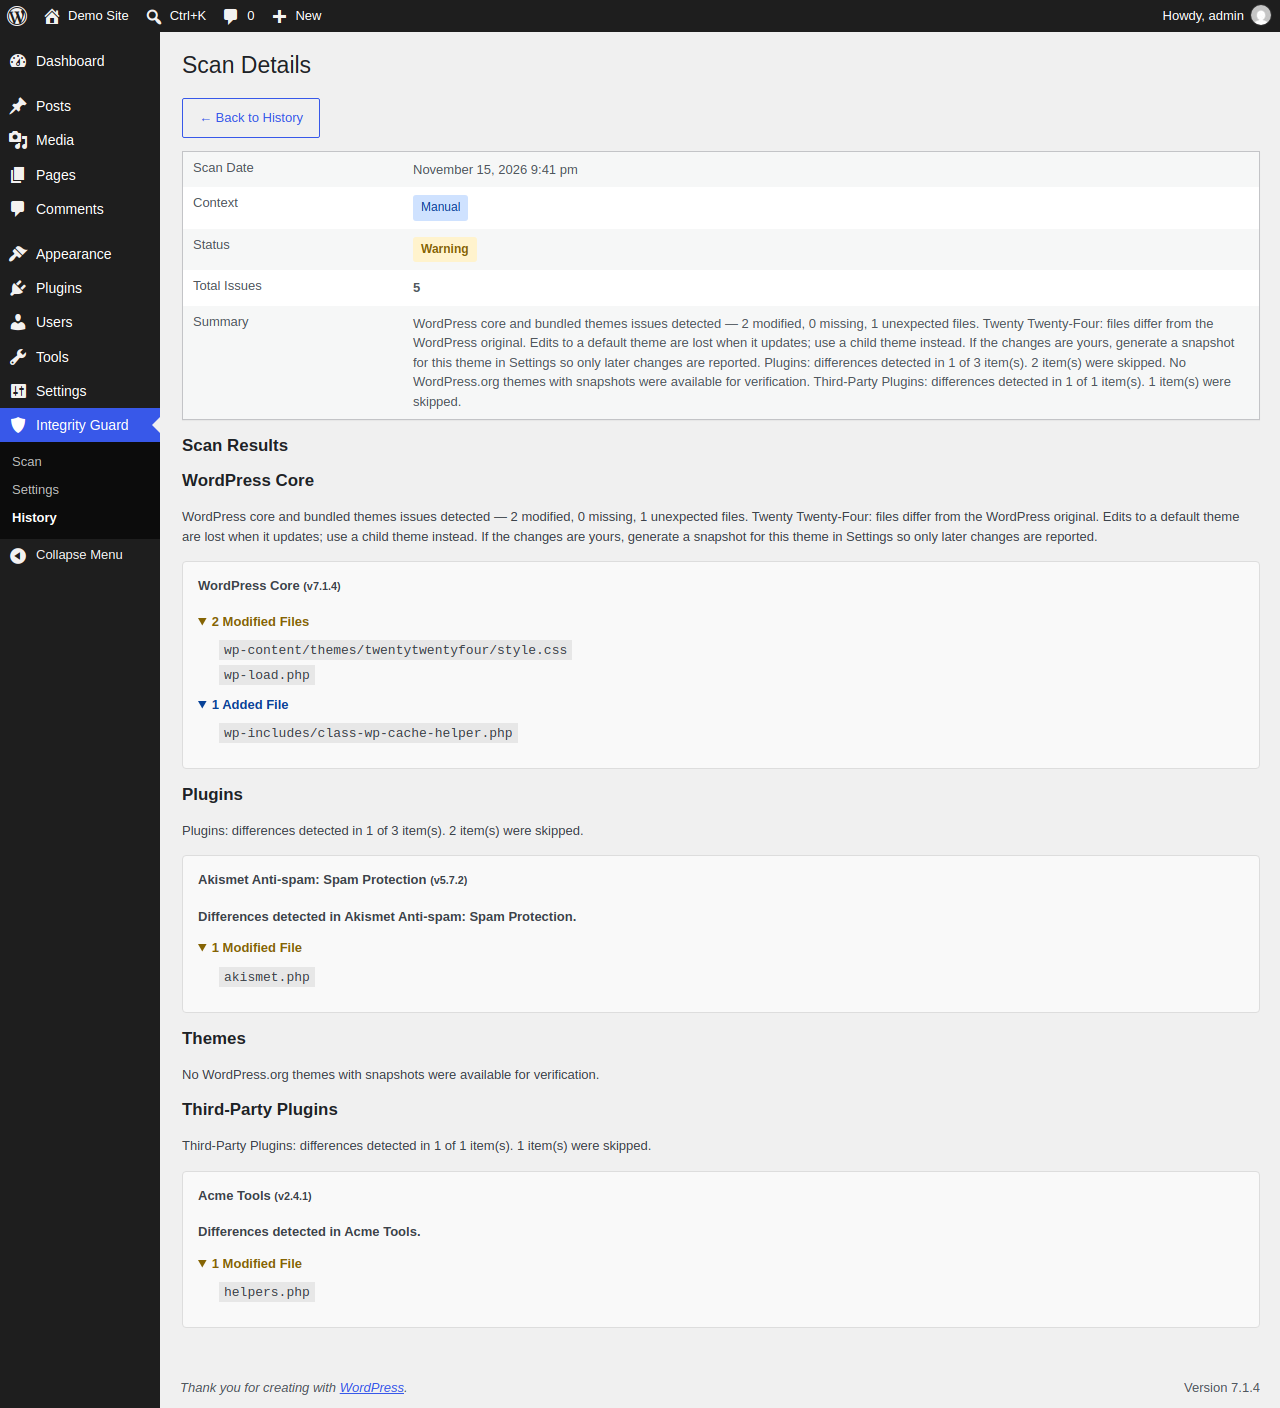 Demo Site Ctrl+K 0 New Howdy, admin
Dashboard
Posts
Media
Pages
Comments
Appearance
Plugins
Users
Tools
Settings
Integrity Guard
Scan
Settings
History
Collapse Menu
Scan Details
← Back to History
Scan Date November 15, 2026 9:41 pm
Context Manual
Status Warning
Total Issues 5
Summary WordPress core and bundled themes issues detected — 2 modified, 0 missing, 1 unexpected files. Twenty Twenty-Four: files differ from the
WordPress original. Edits to a default theme are lost when it updates; use a child theme instead. If the changes are yours, generate a snapshot
for this theme in Settings so only later changes are reported. Plugins: differences detected in 1 of 3 item(s). 2 item(s) were skipped. No
WordPress.org themes with snapshots were available for verification. Third-Party Plugins: differences detected in 1 of 1 item(s). 1 item(s) were
skipped.
Scan Results
WordPress Core
WordPress core and bundled themes issues detected — 2 modified, 0 missing, 1 unexpected files. Twenty Twenty-Four: files differ from the WordPress original. Edits to a default theme
are lost when it updates; use a child theme instead. If the changes are yours, generate a snapshot for this theme in Settings so only later changes are reported.
WordPress Core (v7.1.4)
2 Modified Files
wp-content/themes/twentytwentyfour/style.css
wp-load.php
1 Added File
wp-includes/class-wp-cache-helper.php
Plugins
Plugins: differences detected in 1 of 3 item(s). 2 item(s) were skipped.
Akismet Anti-spam: Spam Protection (v5.7.2)
Differences detected in Akismet Anti-spam: Spam Protection.
1 Modified File
akismet.php
Themes
No WordPress.org themes with snapshots were available for verification.
Third-Party Plugins
Third-Party Plugins: differences detected in 1 of 1 item(s). 1 item(s) were skipped.
Acme Tools (v2.4.1)
Differences detected in Acme Tools.
1 Modified File
helpers.php
Thank you for creating with WordPress. Version 7.1.4